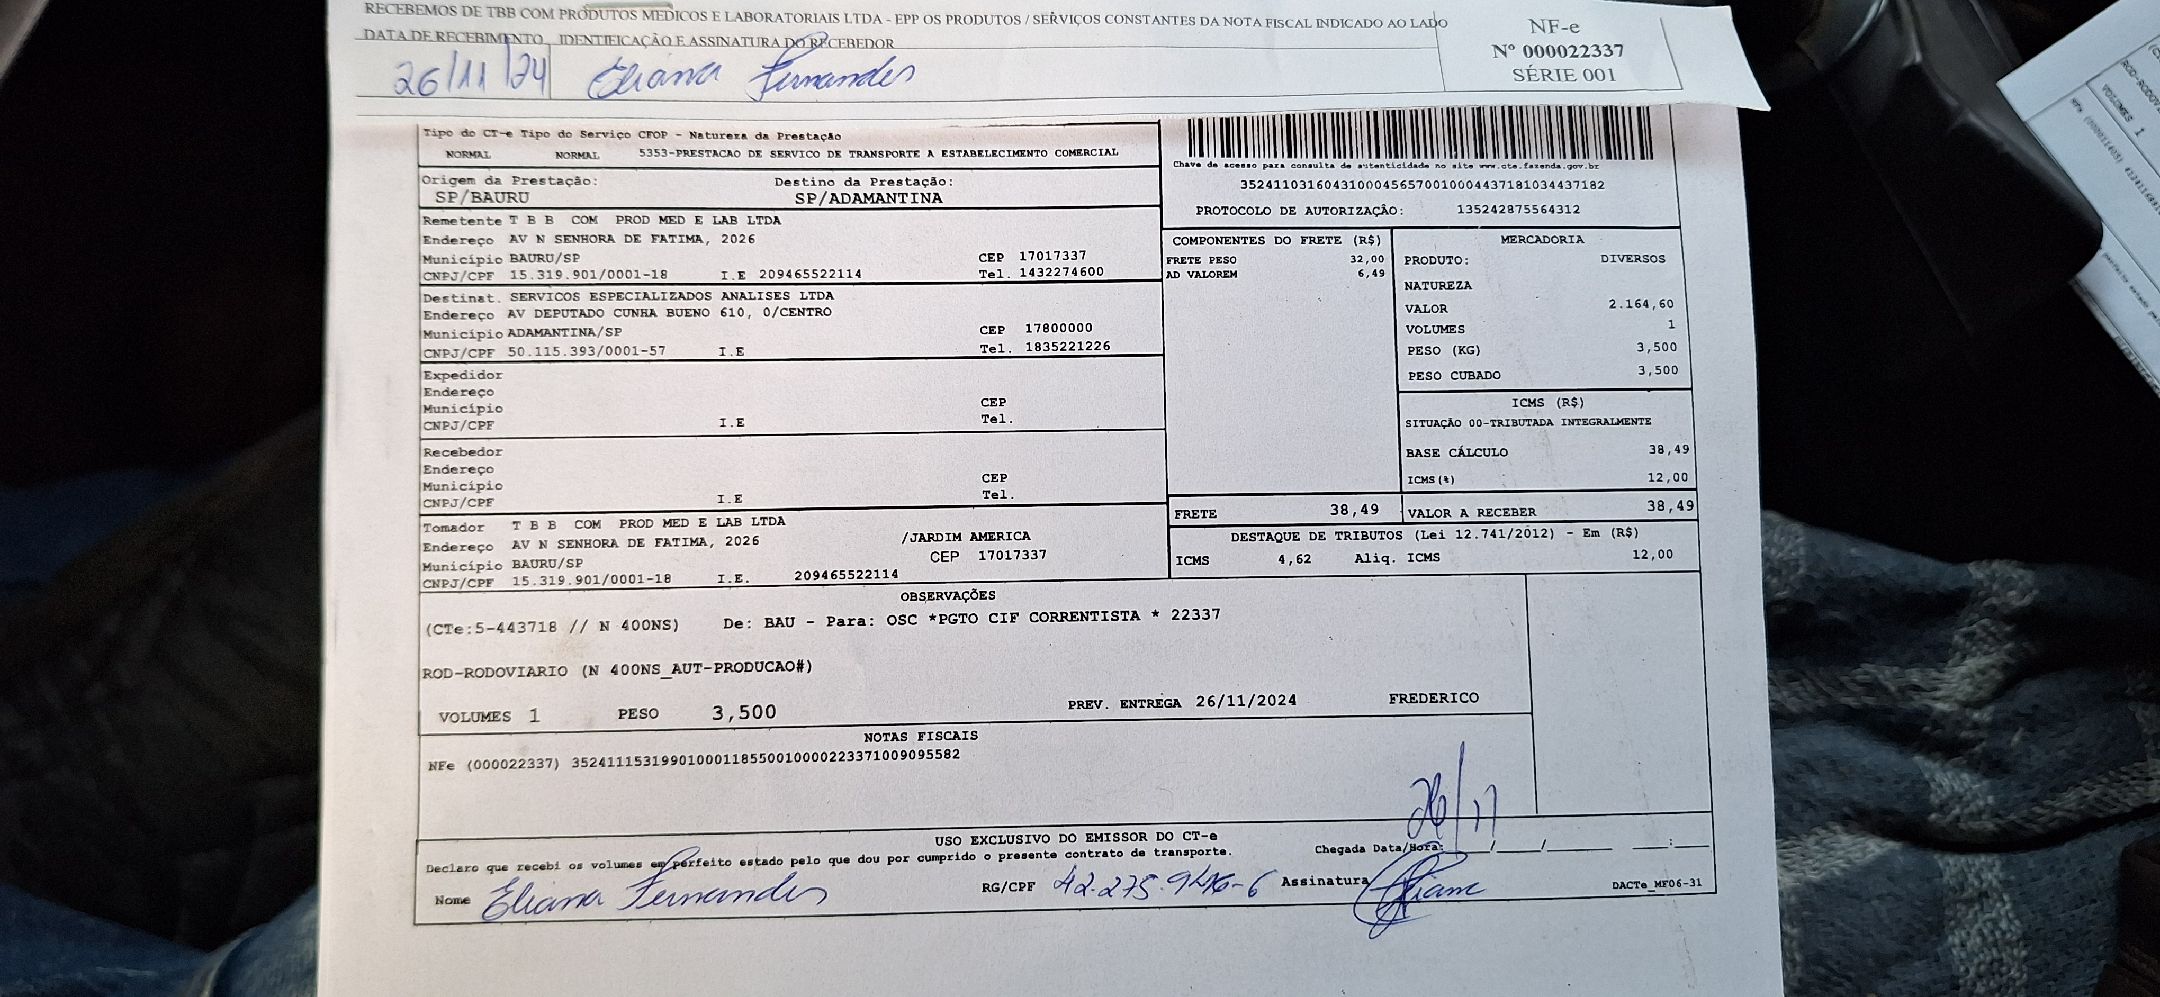 RECEBEMOS DE TBB COM PRODUTOS MEDICOS E LABORATORIAIS LTDA - EPP OS PRODUTOS / SERVIÇOS CONSTANTES DA NOTA FISCAL INDICADO AO LADO
DATA DE RECEBIMENTO IDENTIFICAÇÃO E ASSINATURA DO RECEBEDOR
26/11/24 Eliana Fernandes
NF-e
Nº 000022337
SÉRIE 001
Tipo do CT-e Tipo do Serviço CFOP - Natureza da Prestação
NORMAL NORMAL 5353-PRESTACAO DE SERVICO DE TRANSPORTE A ESTABELECIMENTO COMERCIAL
Origem da Prestação: Destino da Prestação:
SP/BAURU SP/ADAMANTINA
Remetente T B B COM PROD MED E LAB LTDA
Endereço AV N SENHORA DE FATIMA, 2026
Município BAURU/SP CEP 17017337
CNPJ/CPF 15.319.901/0001-18 I.E 209465522114 Tel. 1432274600
Destinat. SERVICOS ESPECIALIZADOS ANALISES LTDA
Endereço AV DEPUTADO CUNHA BUENO 610, 0/CENTRO
Município ADAMANTINA/SP CEP 17800000
CNPJ/CPF 50.115.393/0001-57 I.E Tel. 1835221226
Expedidor
Endereço
Município CEP
CNPJ/CPF I.E Tel.
Recebedor
Endereço
Município CEP
CNPJ/CPF I.E Tel.
Tomador T B B COM PROD MED E LAB LTDA
Endereço AV N SENHORA DE FATIMA, 2026 /JARDIM AMERICA
Município BAURU/SP CEP 17017337
CNPJ/CPF 15.319.901/0001-18 I.E. 209465522114
Chave de acesso para consulta de autenticidade no site www.cte.fazenda.gov.br
35241103160431000456570010004437181034437182
PROTOCOLO DE AUTORIZAÇÃO: 135242875564312
COMPONENTES DO FRETE (R$)
FRETE PESO 32,00
AD VALOREM 6,49
MERCADORIA
PRODUTO: DIVERSOS
NATUREZA
VALOR 2.164,60
VOLUMES 1
PESO (KG) 3,500
PESO CUBADO 3,500
ICMS (R$)
SITUAÇÃO 00-TRIBUTADA INTEGRALMENTE
BASE CÁLCULO 38,49
ICMS(%) 12,00
FRETE 38,49 VALOR A RECEBER 38,49
DESTAQUE DE TRIBUTOS (Lei 12.741/2012) - Em (R$)
ICMS 4,62 Aliq. ICMS 12,00
OBSERVAÇÕES
(CTe:5-443718 // N 400NS) De: BAU - Para: OSC *PGTO CIF CORRENTISTA * 22337
ROD-RODOVIARIO (N 400NS_AUT-PRODUCAO#)
VOLUMES 1 PESO 3,500 PREV. ENTREGA 26/11/2024 FREDERICO
NOTAS FISCAIS
NFe (000022337) 35241115319901000118550010000223371009095582
26/11
USO EXCLUSIVO DO EMISSOR DO CT-e
Declaro que recebi os volumes em perfeito estado pelo que dou por cumprido o presente contrato de transporte. Chegada Data/Hora: / / :
Nome Eliana Fernandes RG/CPF Assinatura Eliane DACTe_MF06-31
VOLUMES 1